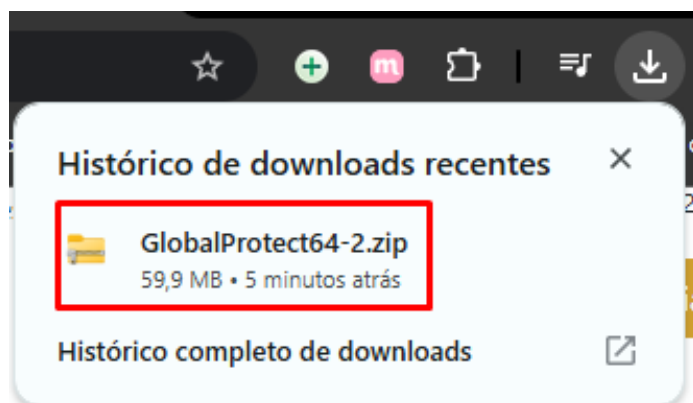 Histórico de downloads recentes
GlobalProtect64-2.zip
59,9 MB • 5 minutos atrás
Histórico completo de downloads